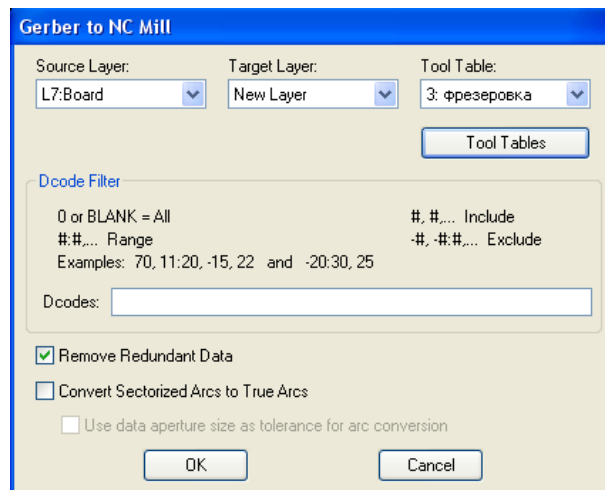 Gerber to NC Mill
Source Layer: Target Layer: Tool Table:
L7:Board New Layer 3: фрезеровка
Tool Tables
Dcode Filter
0 or BLANK = All #, #,... Include
#:#,... Range -#, -#:#,... Exclude
Examples: 70, 11:20, -15, 22 and -20:30, 25
Dcodes:
Remove Redundant Data
Convert Sectorized Arcs to True Arcs
Use data aperture size as tolerance for arc conversion
OK Cancel